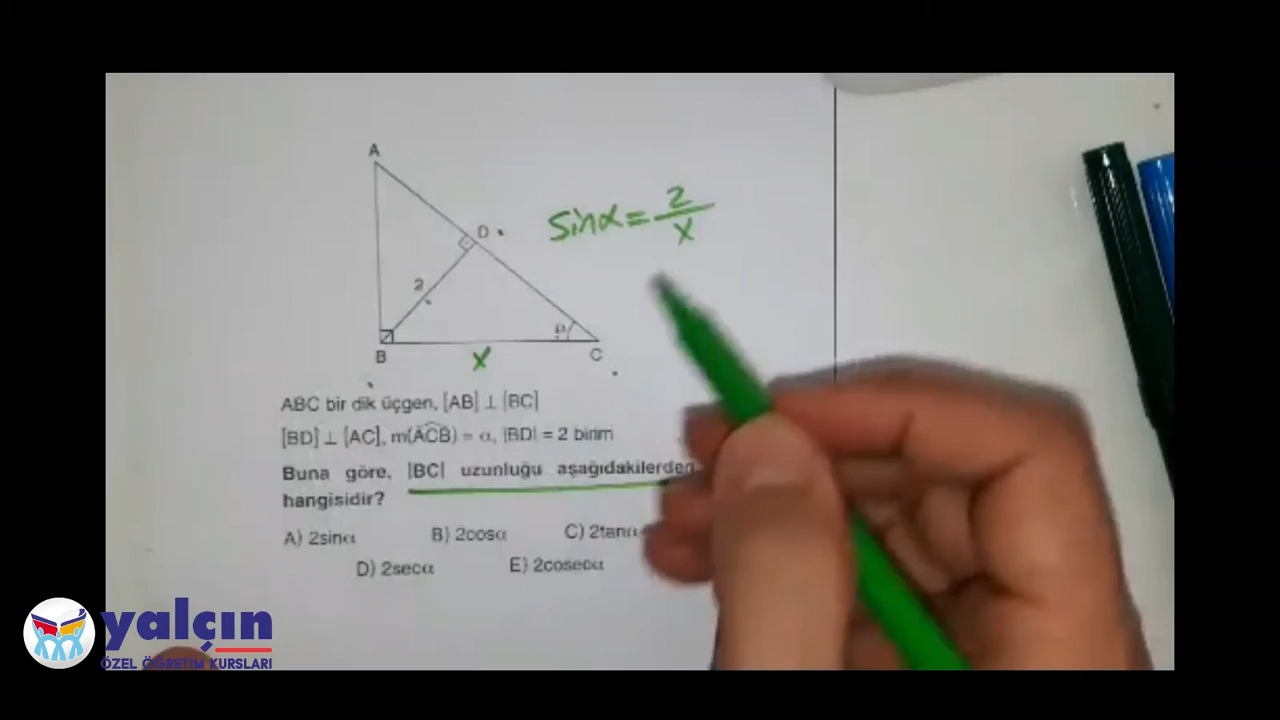 A
D
sinα = 2/x
2
α
B
x
C
ABC bir dik üçgen, [AB] ⊥ [BC]
[BD] ⊥ [AC], m(ACB) = α, |BD| = 2 birim
Buna göre, |BC| uzunluğu aşağıdakilerden
hangisidir?
A) 2sinα B) 2cosα C) 2tanα
D) 2secα E) 2cosecα
yalçın
ÖZEL ÖĞRETİM KURSLARI